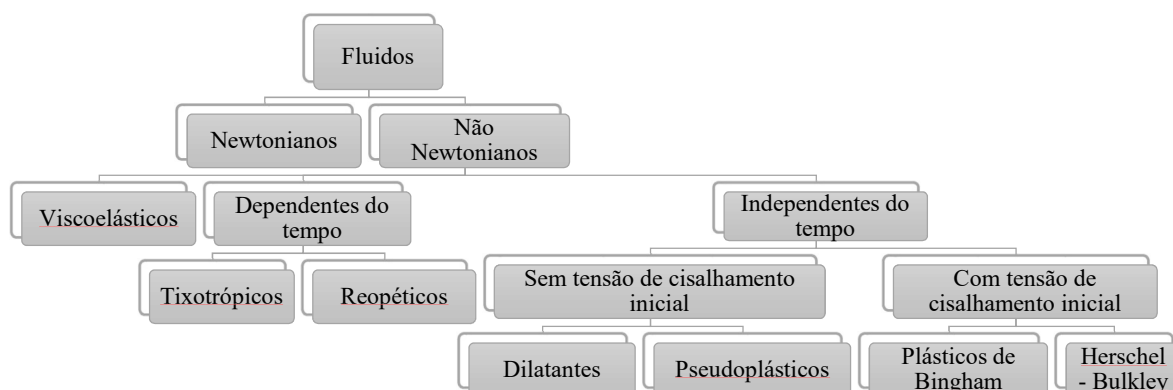 Fluidos
Newtonianos
Não
Newtonianos
Viscoelásticos
Dependentes do
tempo
Independentes do
tempo
Tixotrópicos
Reopéticos
Sem tensão de cisalhamento
inicial
Com tensão de
cisalhamento inicial
Dilatantes
Pseudoplásticos
Plásticos de
Bingham
Herschel
- Bulkley